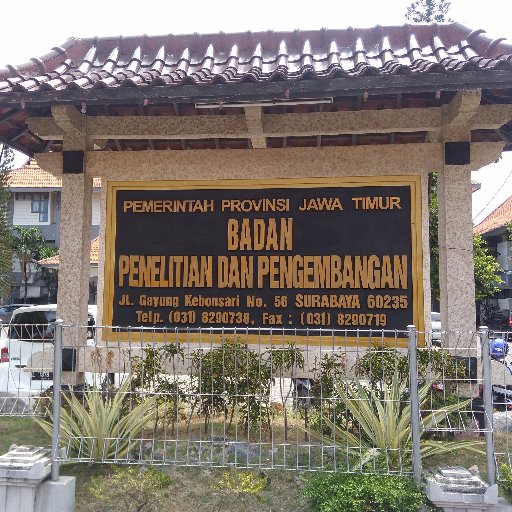 PEMERINTAH PROVINSI JAWA TIMUR
BADAN
PENELITIAN DAN PENGEMBANGAN
JL. Gayung Kebonsari No. 56 SURABAYA 60235
Telp. (031) 8290738, Fax : (031) 8290719